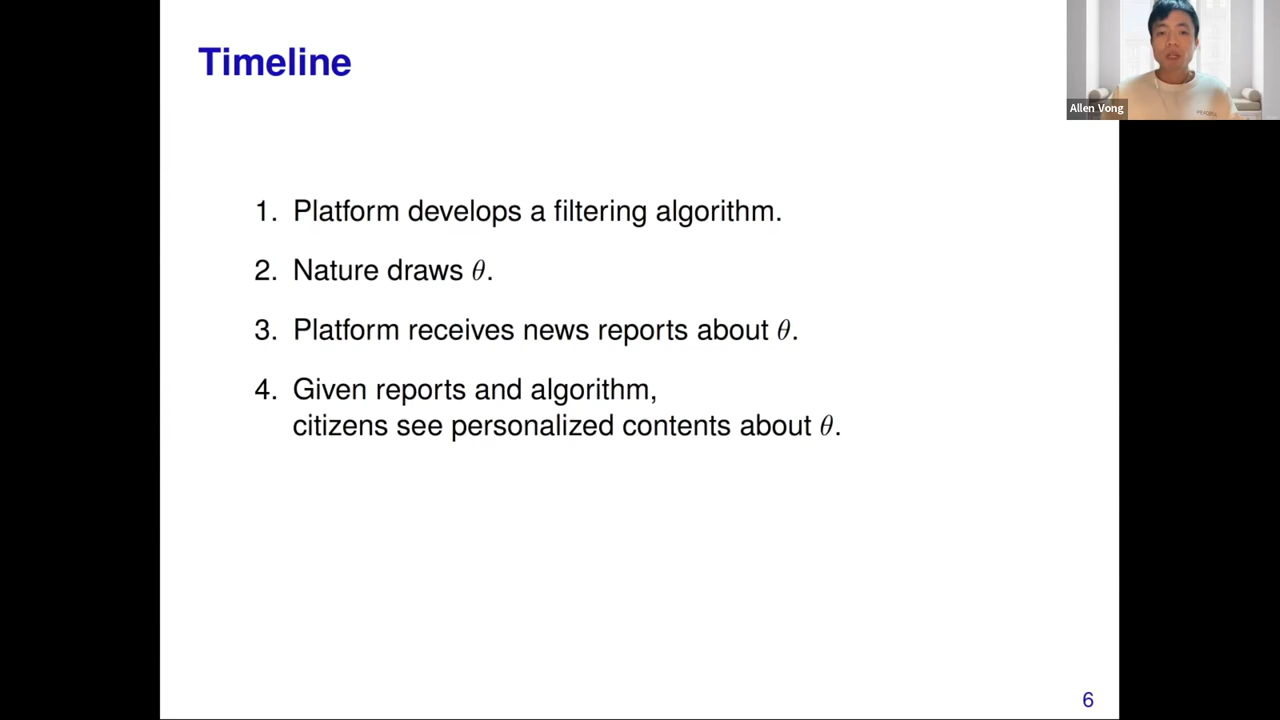 Timeline
Allen Vong
1. Platform develops a filtering algorithm.
2. Nature draws θ.
3. Platform receives news reports about θ.
4. Given reports and algorithm,
citizens see personalized contents about θ.
6